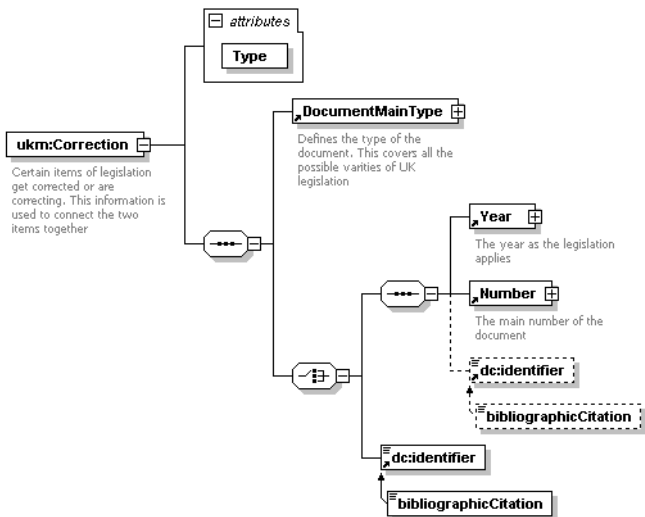 attributes
Type
DocumentMainType
Defines the type of the
document. This covers all the
possible varities of UK
legislation
ukm:Correction
Certain items of legislation
get corrected or are
correcting. This information is
used to connect the two
items together
Year
The year as the legislation
applies
Number
The main number of the
document
dc:identifier
bibliographicCitation
dc:identifier
bibliographicCitation